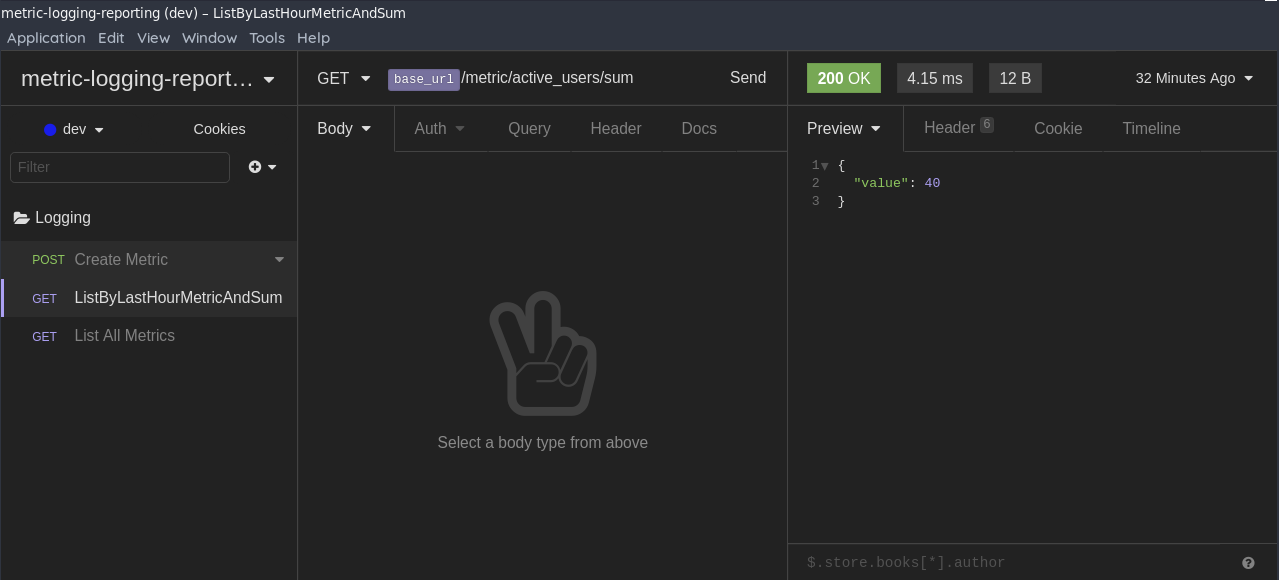 metric-logging-reporting (dev) – ListByLastHourMetricAndSum
Application Edit View Window Tools Help
metric-logging-report…
GET base_url/metric/active_users/sum Send
200 OK 4.15 ms 12 B 32 Minutes Ago
dev Cookies
Body Auth Query Header Docs
Preview Header 6 Cookie Timeline
Filter
1 {
2 "value": 40
3 }
Logging
POST Create Metric
GET ListByLastHourMetricAndSum
GET List All Metrics
Select a body type from above
$.store.books[*].author